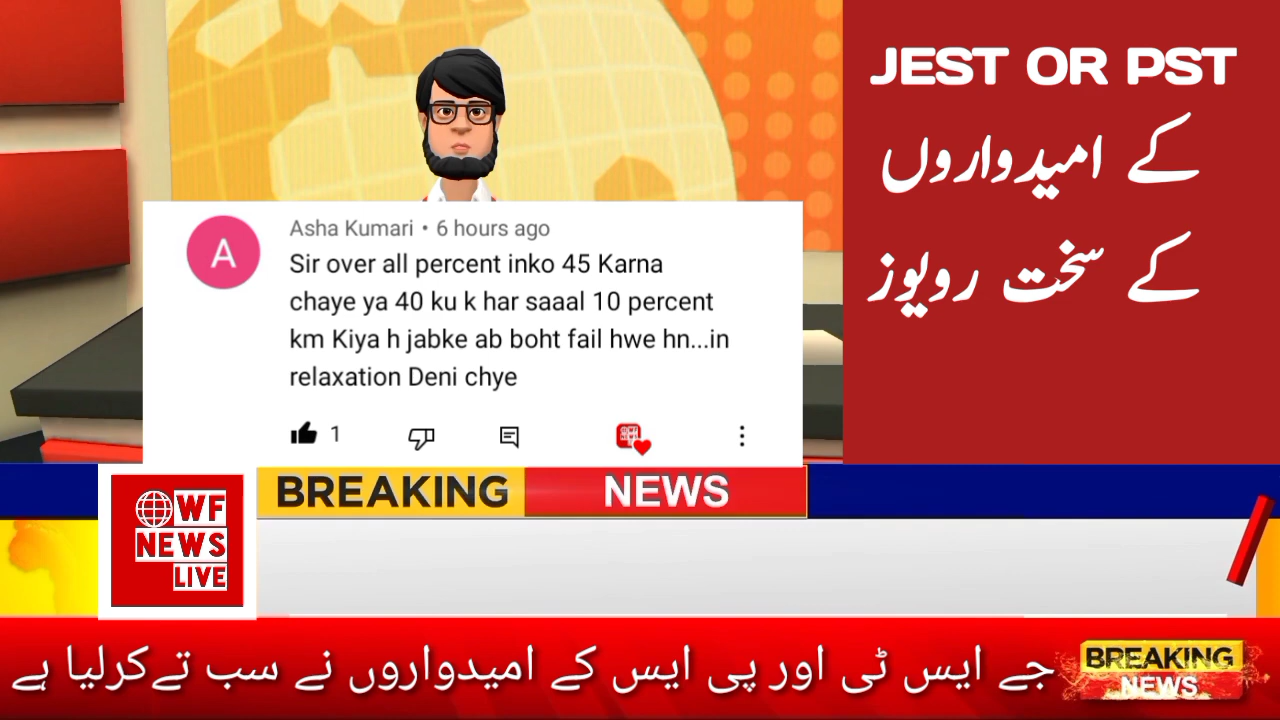 JEST OR PST
کے امیدواروں
کے سخت رویوز
A
Asha Kumari • 6 hours ago
Sir over all percent inko 45 Karna
chaye ya 40 ku k har saaal 10 percent
km Kiya h jabke ab boht fail hwe hn...in
relaxation Deni chye
1
BREAKING NEWS
WF
NEWS
LIVE
جے ایس ٹی اور پی ایس کے امیدواروں نے سب تےکرلیا ہے
BREAKING
NEWS